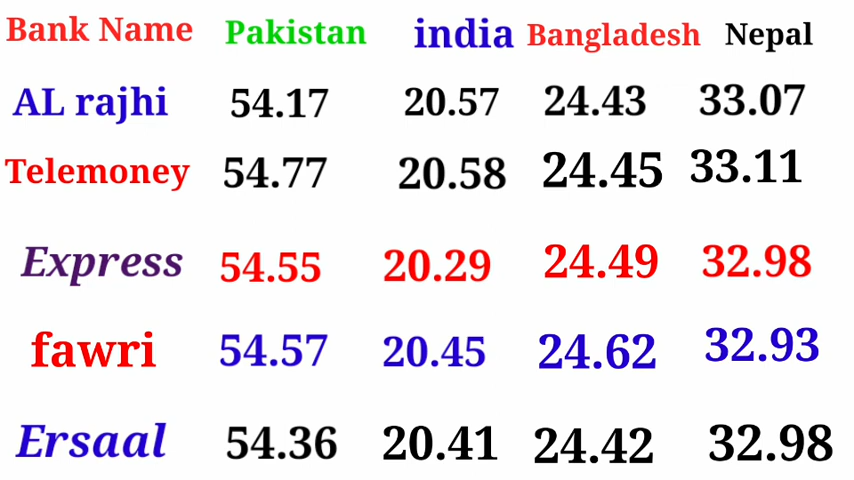 Bank Name Pakistan india Bangladesh Nepal
AL rajhi 54.17 20.57 24.43 33.07
Telemoney 54.77 20.58 24.45 33.11
Express 54.55 20.29 24.49 32.98
fawri 54.57 20.45 24.62 32.93
Ersaal 54.36 20.41 24.42 32.98